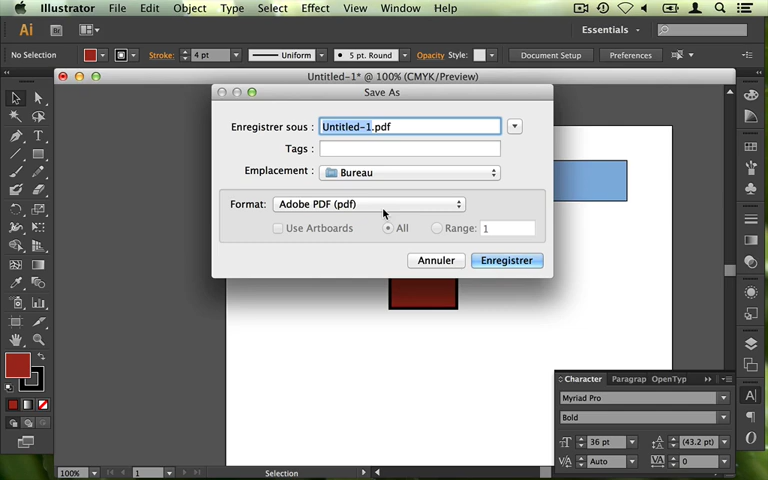 Illustrator File Edit Object Type Select Effect View Window Help
Ai Br Essentials
No Selection Stroke: 4 pt Uniform 5 pt. Round Opacity Style: Document Setup Preferences
Untitled-1* @ 100% (CMYK/Preview)
Save As
Enregistrer sous : Untitled-1.pdf
Tags :
Emplacement : Bureau
Format: Adobe PDF (pdf)
Use Artboards All Range: 1
Annuler Enregistrer
Character Paragrap OpenTyp
Myriad Pro
Bold
36 pt (43.2 pt)
Auto 0
100% 1 Selection